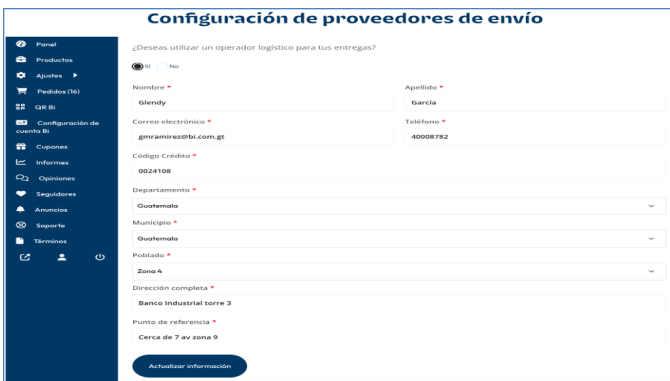 Configuración de proveedores de envío
Panel
Productos
Ajustes
Pedidos (16)
QR Bi
Configuración de
cuenta Bi
Cupones
Informes
Opiniones
Seguidores
Anuncios
Soporte
Términos
¿Deseas utilizar un operador logístico para tus entregas?
Sí No
Nombre * Apellido *
Glendy García
Correo electrónico * Teléfono *
gmramirez@bi.com.gt 40008782
Código Crédito *
0024108
Departamento *
Guatemala
Municipio *
Guatemala
Poblado *
Zona 4
Dirección completa *
Banco Industrial torre 3
Punto de referencia *
Cerca de 7 av zona 9
Actualizar información